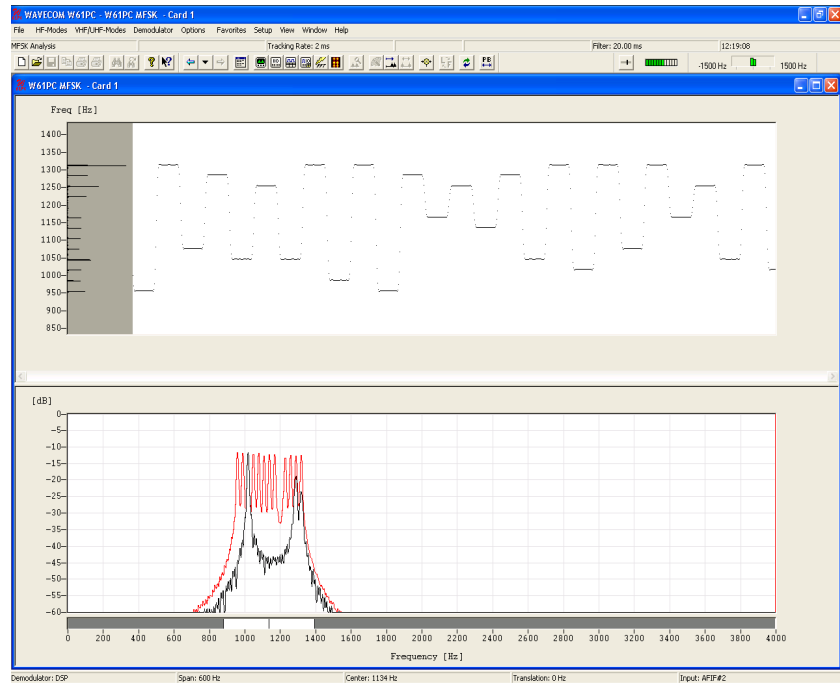 WAVECOM W61PC - W61PC MFSK - Card 1
File HF-Modes VHF/UHF-Modes Demodulator Options Favorites Setup View Window Help
MFSK Analysis Tracking Rate: 2 ms Filter: 20.00 ms 12:19:08
-1500 Hz 1500 Hz
W61PC MFSK - Card 1
Freq [Hz]
1400
1350
1300
1250
1200
1150
1100
1050
1000
950
900
850
[dB]
0
-5
-10
-15
-20
-25
-30
-35
-40
-45
-50
-55
-60
0 200 400 600 800 1000 1200 1400 1600 1800 2000 2200 2400 2600 2800 3000 3200 3400 3600 3800 4000
Frequency [Hz]
Demodulator: DSP Span: 600 Hz Center: 1134 Hz Translation: 0 Hz Input: AFIF#2